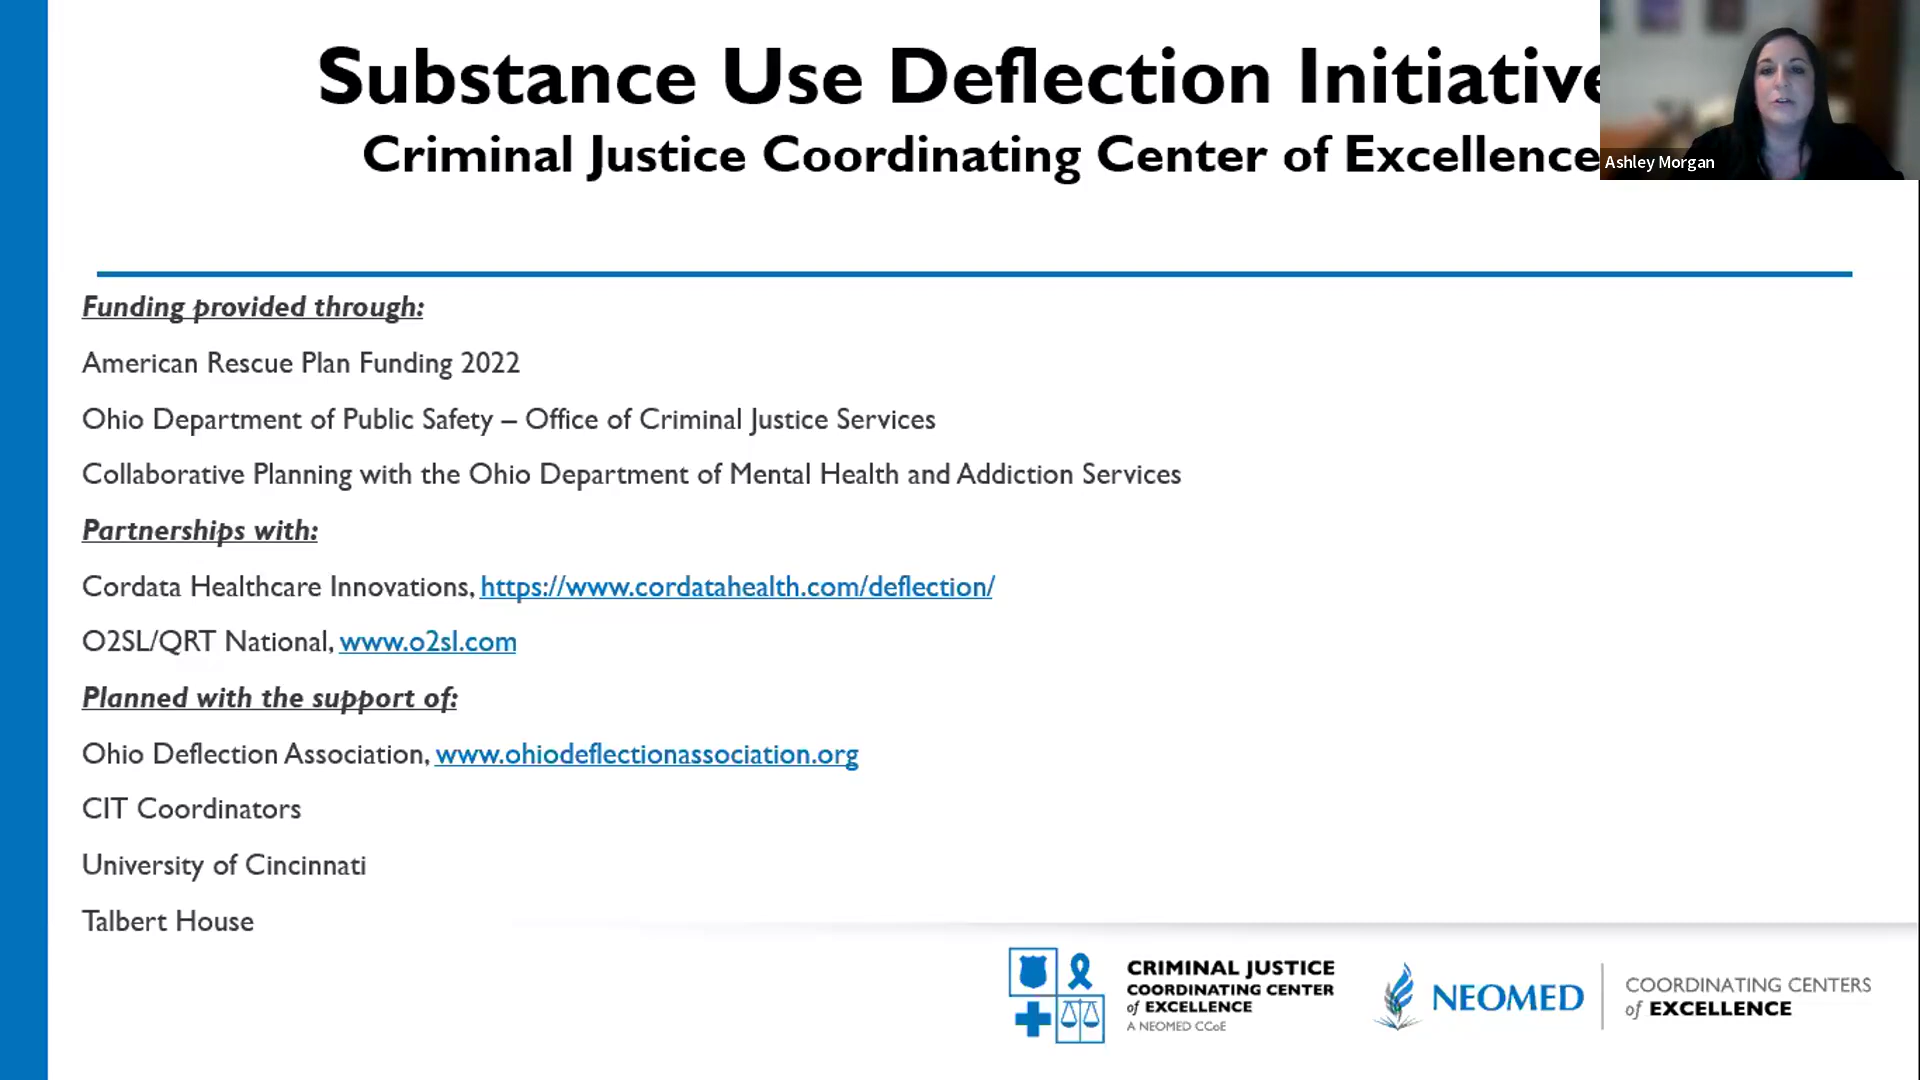 Substance Use Deflection Initiative
Criminal Justice Coordinating Center of Excellence
Ashley Morgan
Funding provided through:
American Rescue Plan Funding 2022
Ohio Department of Public Safety – Office of Criminal Justice Services
Collaborative Planning with the Ohio Department of Mental Health and Addiction Services
Partnerships with:
Cordata Healthcare Innovations, https://www.cordatahealth.com/deflection/
O2SL/QRT National, www.o2sl.com
Planned with the support of:
Ohio Deflection Association, www.ohiodeflectionassociation.org
CIT Coordinators
University of Cincinnati
Talbert House
CRIMINAL JUSTICE
COORDINATING CENTER
of EXCELLENCE
A NEOMED CCoE
NEOMED
COORDINATING CENTERS
of EXCELLENCE